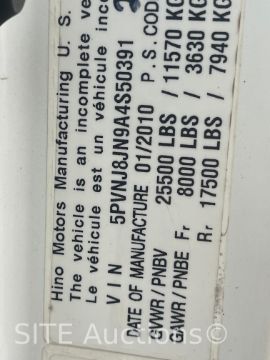 Hino Motors Manufacturing U. S.
The vehicle is an incomplete ve
Le véhicule est un véhicule inco
VIN 5PVNJ8JN9A4S50391 2
DATE OF MANUFACTURE 01/2010 P.S.COD
GVWR/PNBV 25500 LBS /11570 KG
GAWR/PNBE Fr 8000 LBS / 3630 KG
Rr 17500 LBS / 7940 KG
SITE Auctions